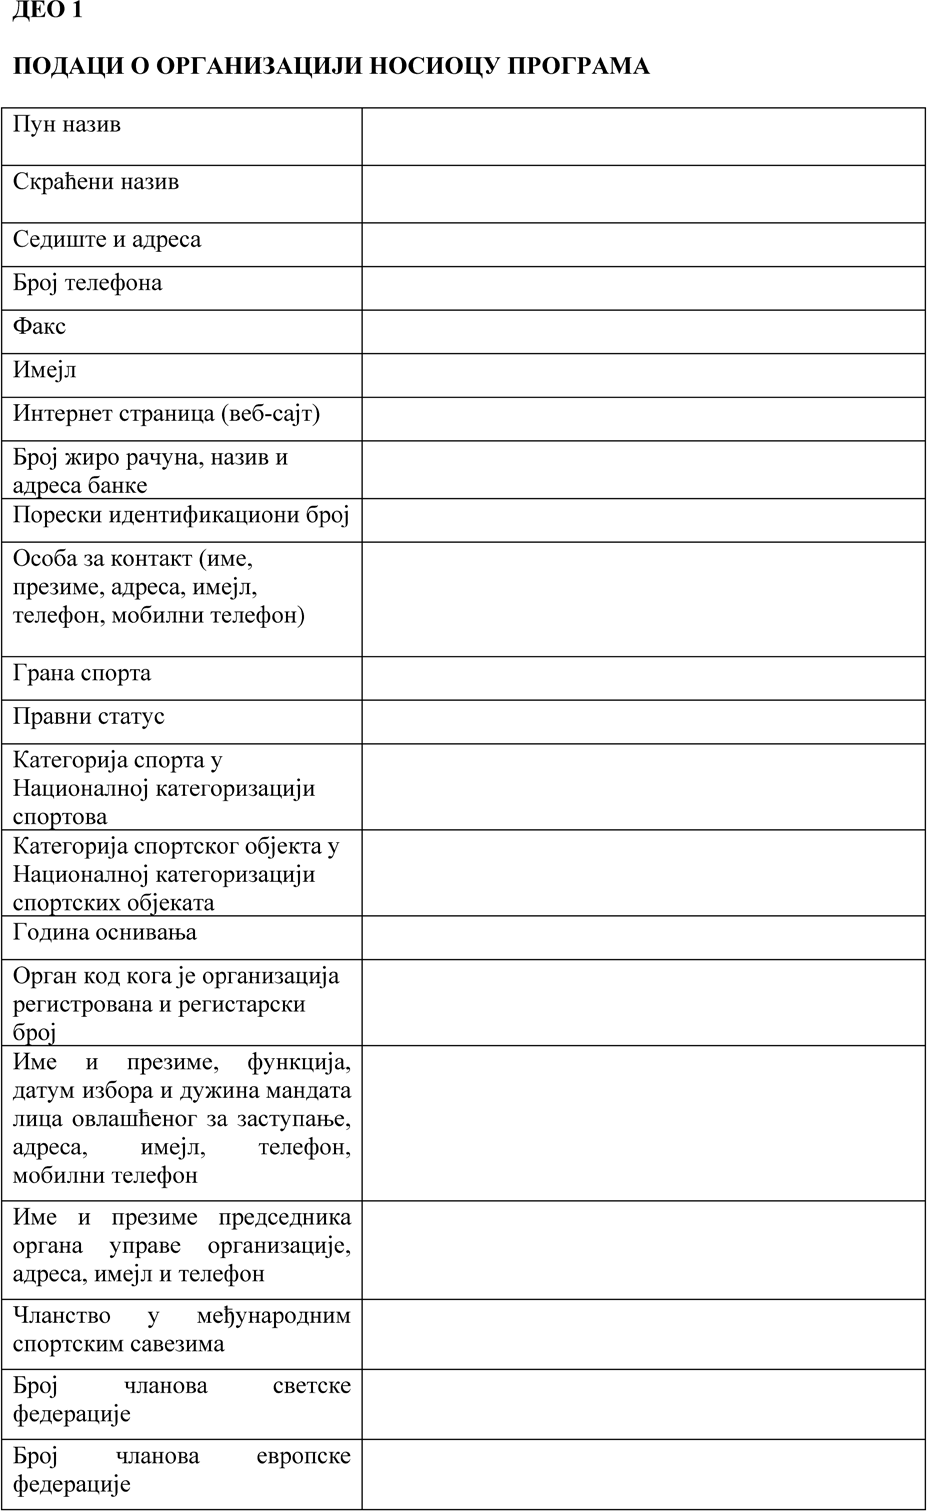 ДЕО 1
ПОДАЦИ О ОРГАНИЗАЦИЈИ НОСИОЦУ ПРОГРАМА
Пун назив
Скраћени назив
Седиште и адреса
Број телефона
Факс
Имејл
Интернет страница (веб-сајт)
Број жиро рачуна, назив и
адреса банке
Порески идентификациони број
Особа за контакт (име,
презиме, адреса, имејл,
телефон, мобилни телефон)
Грана спорта
Правни статус
Категорија спорта у
Националној категоризацији
спортова
Категорија спортског објекта у
Националној категоризацији
спортских објеката
Година оснивања
Орган код кога је организација
регистрована и регистарски
број
Име и презиме, функција,
датум избора и дужина мандата
лица овлашћеног за заступање,
адреса, имејл, телефон,
мобилни телефон
Име и презиме председника
органа управе организације,
адреса, имејл и телефон
Чланство у међународним
спортским савезима
Број чланова светске
федерације
Број чланова европске
федерације